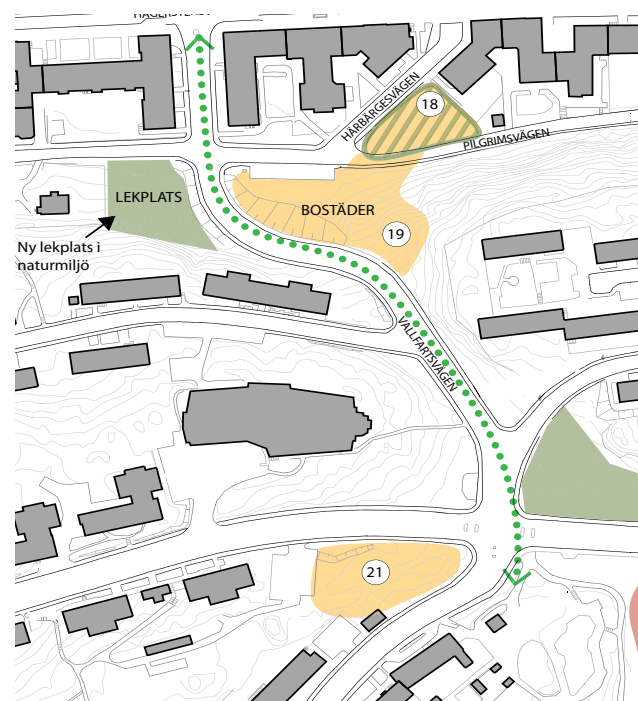 18
HÄRBÄRGESVÄGEN
PILGRIMSVÄGEN
LEKPLATS
BOSTÄDER
19
Ny lekplats i
naturmiljö
VALLFARTSVÄGEN
21